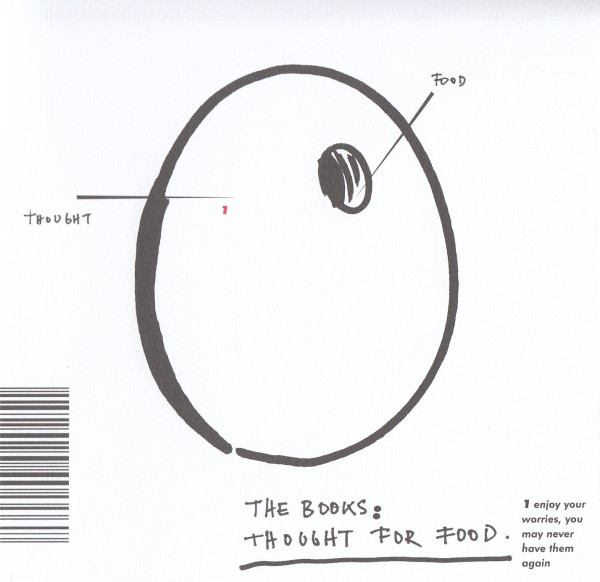 FOOD
THOUGHT
1
THE BOOKS:
THOUGHT FOR FOOD.
1 enjoy your
worries, you
may never
have them
again